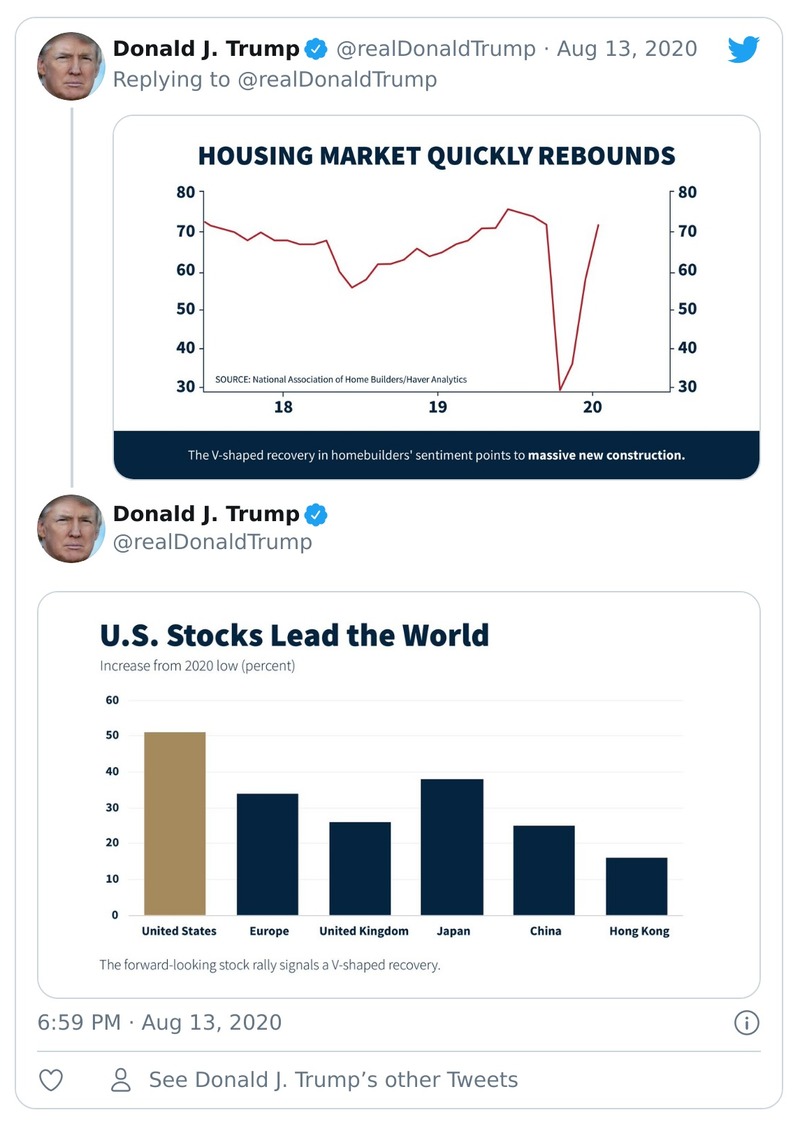 Donald J. Trump @realDonaldTrump · Aug 13, 2020
Replying to @realDonaldTrump
HOUSING MARKET QUICKLY REBOUNDS
80 80
70 70
60 60
50 50
40 40
30 30
SOURCE: National Association of Home Builders/Haver Analytics
18 19 20
The V-shaped recovery in homebuilders' sentiment points to massive new construction.
Donald J. Trump
@realDonaldTrump
U.S. Stocks Lead the World
Increase from 2020 low (percent)
60
50
40
30
20
10
0
United States Europe United Kingdom Japan China Hong Kong
The forward-looking stock rally signals a V-shaped recovery.
6:59 PM · Aug 13, 2020
See Donald J. Trump’s other Tweets